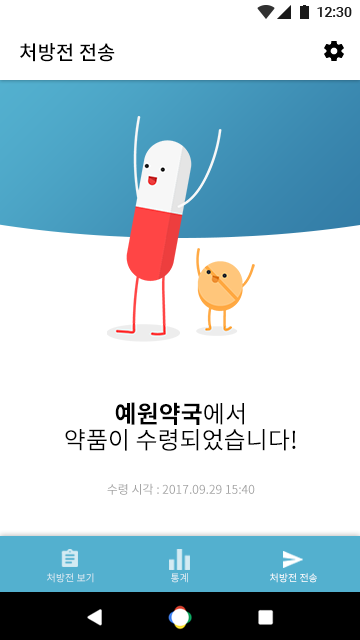 12:30
처방전 전송
예원약국에서
약품이 수령되었습니다!
수령 시각 : 2017.09.29 15:40
처방전 보기
통계
처방전 전송